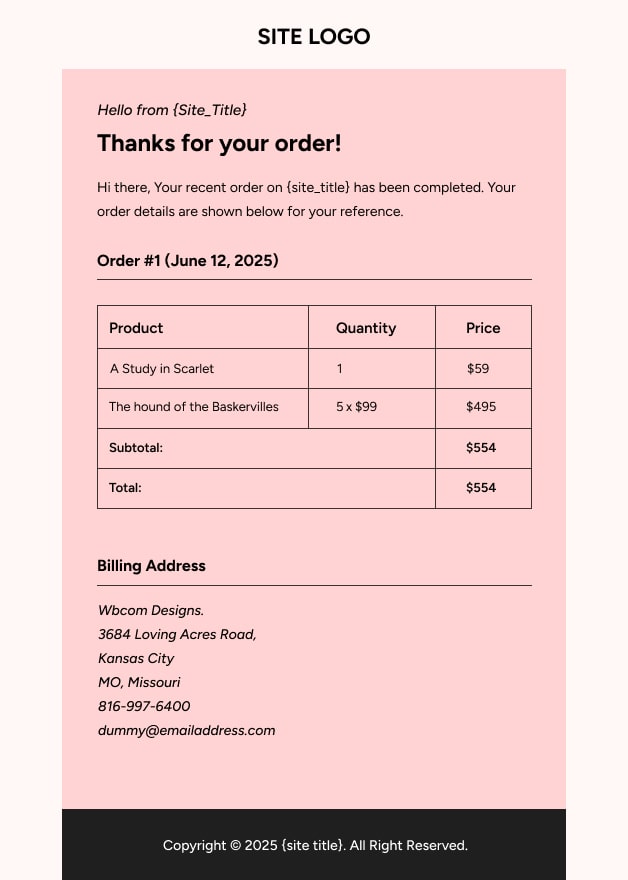 SITE LOGO
Hello from {Site_Title}
Thanks for your order!
Hi there, Your recent order on {site_title} has been completed. Your
order details are shown below for your reference.
Order #1 (June 12, 2025)
Product Quantity Price
A Study in Scarlet 1 $59
The hound of the Baskervilles 5 x $99 $495
Subtotal: $554
Total: $554
Billing Address
Wbcom Designs.
3684 Loving Acres Road,
Kansas City
MO, Missouri
816-997-6400
dummy@emailaddress.com
Copyright © 2025 {site title}. All Right Reserved.